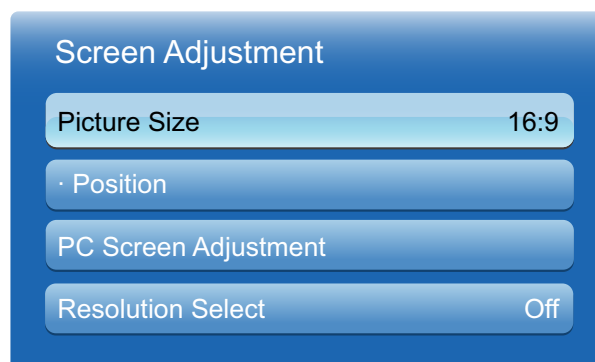 Screen Adjustment
Picture Size 16:9
· Position
PC Screen Adjustment
Resolution Select Off